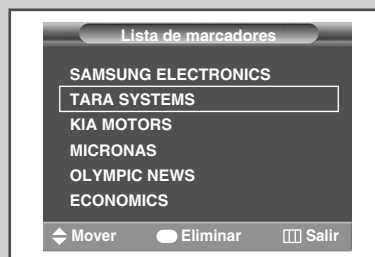 Lista de marcadores
SAMSUNG ELECTRONICS
TARA SYSTEMS
KIA MOTORS
MICRONAS
OLYMPIC NEWS
ECONOMICS
Mover Eliminar Salir